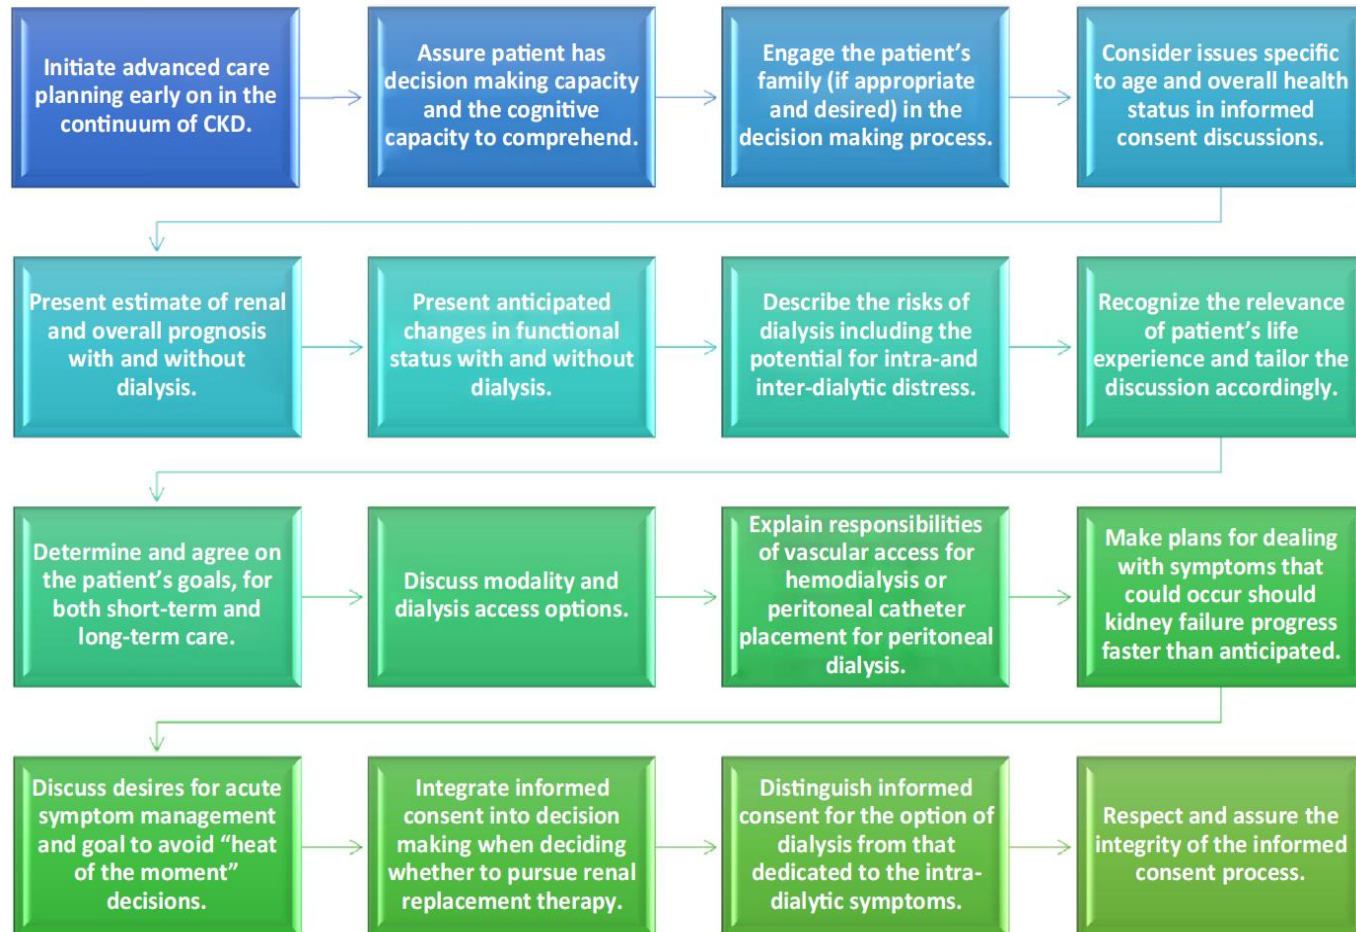 Initiate advanced care
planning early on in the
continuum of CKD.
Assure patient has
decision making capacity
and the cognitive
capacity to comprehend.
Engage the patient's
family (if appropriate
and desired) in the
decision making process.
Consider issues specific
to age and overall health
status in informed
consent discussions.
Present estimate of renal
and overall prognosis
with and without
dialysis.
Present anticipated
changes in functional
status with and without
dialysis.
Describe the risks of
dialysis including the
potential for intra-and
inter-dialytic distress.
Recognize the relevance
of patient's life
experience and tailor the
discussion accordingly.
Determine and agree on
the patient's goals, for
both short-term and
long-term care.
Discuss modality and
dialysis access options.
Explain responsibilities
of vascular access for
hemodialysis or
peritoneal catheter
placement for peritoneal
dialysis.
Make plans for dealing
with symptoms that
could occur should
kidney failure progress
faster than anticipated.
Discuss desires for acute
symptom management
and goal to avoid “heat
of the moment”
decisions.
Integrate informed
consent into decision
making when deciding
whether to pursue renal
replacement therapy.
Distinguish informed
consent for the option of
dialysis from that
dedicated to the intra-
dialytic symptoms.
Respect and assure the
integrity of the informed
consent process.